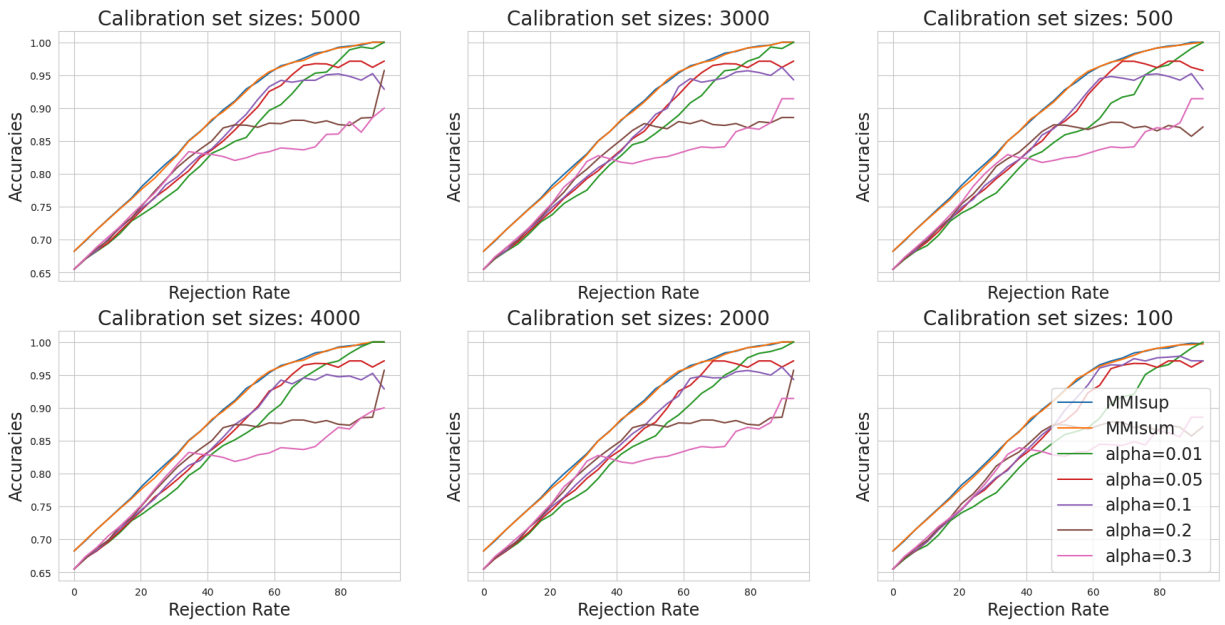 Calibration set sizes: 5000
Accuracies
1.00
0.95
0.90
0.85
0.80
0.75
0.70
0.65
Rejection Rate
Calibration set sizes: 3000
Accuracies
Rejection Rate
Calibration set sizes: 500
Accuracies
Rejection Rate
Calibration set sizes: 4000
Accuracies
1.00
0.95
0.90
0.85
0.80
0.75
0.70
0.65
0 20 40 60 80
Rejection Rate
Calibration set sizes: 2000
Accuracies
0 20 40 60 80
Rejection Rate
Calibration set sizes: 100
Accuracies
MMIsup
MMIsum
alpha=0.01
alpha=0.05
alpha=0.1
alpha=0.2
alpha=0.3
0 20 40 60 80
Rejection Rate